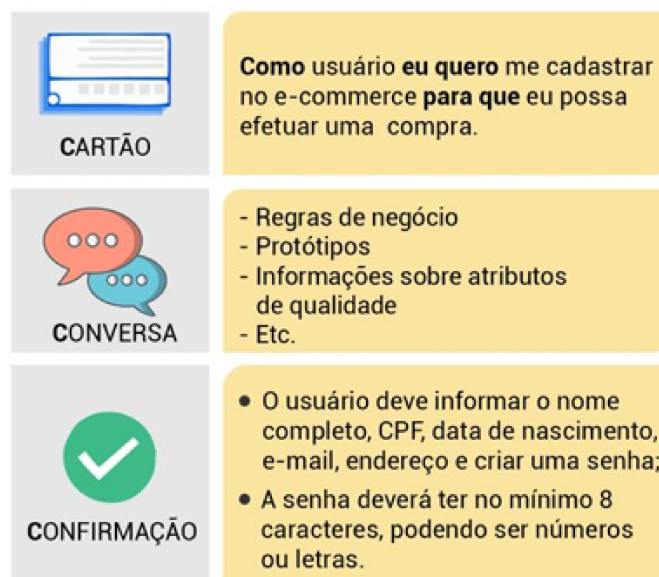 CARTÃO
Como usuário eu quero me cadastrar
no e-commerce para que eu possa
efetuar uma compra.
CONVERSA
- Regras de negócio
- Protótipos
- Informações sobre atributos
de qualidade
- Etc.
CONFIRMAÇÃO
• O usuário deve informar o nome
completo, CPF, data de nascimento,
e-mail, endereço e criar uma senha;
• A senha deverá ter no mínimo 8
caracteres, podendo ser números
ou letras.